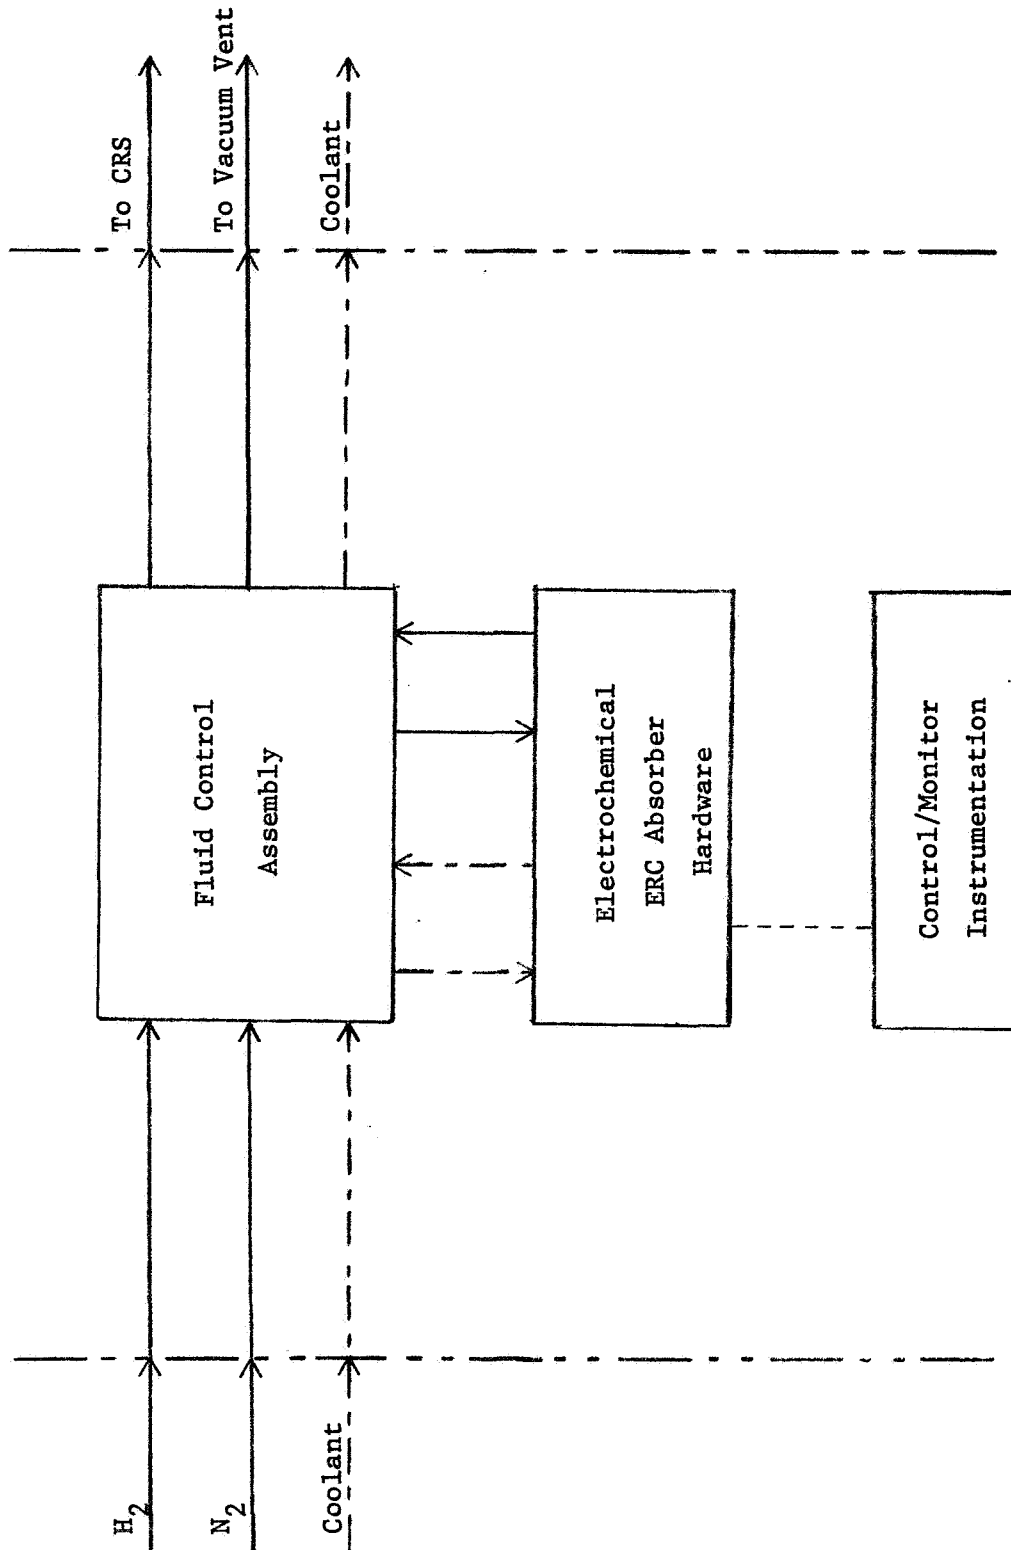 H2
N2
Coolant
Fluid Control
Assembly
Electrochemical
ERC Absorber
Hardware
Control/Monitor
Instrumentation
To CRS
To Vacuum Vent
Coolant